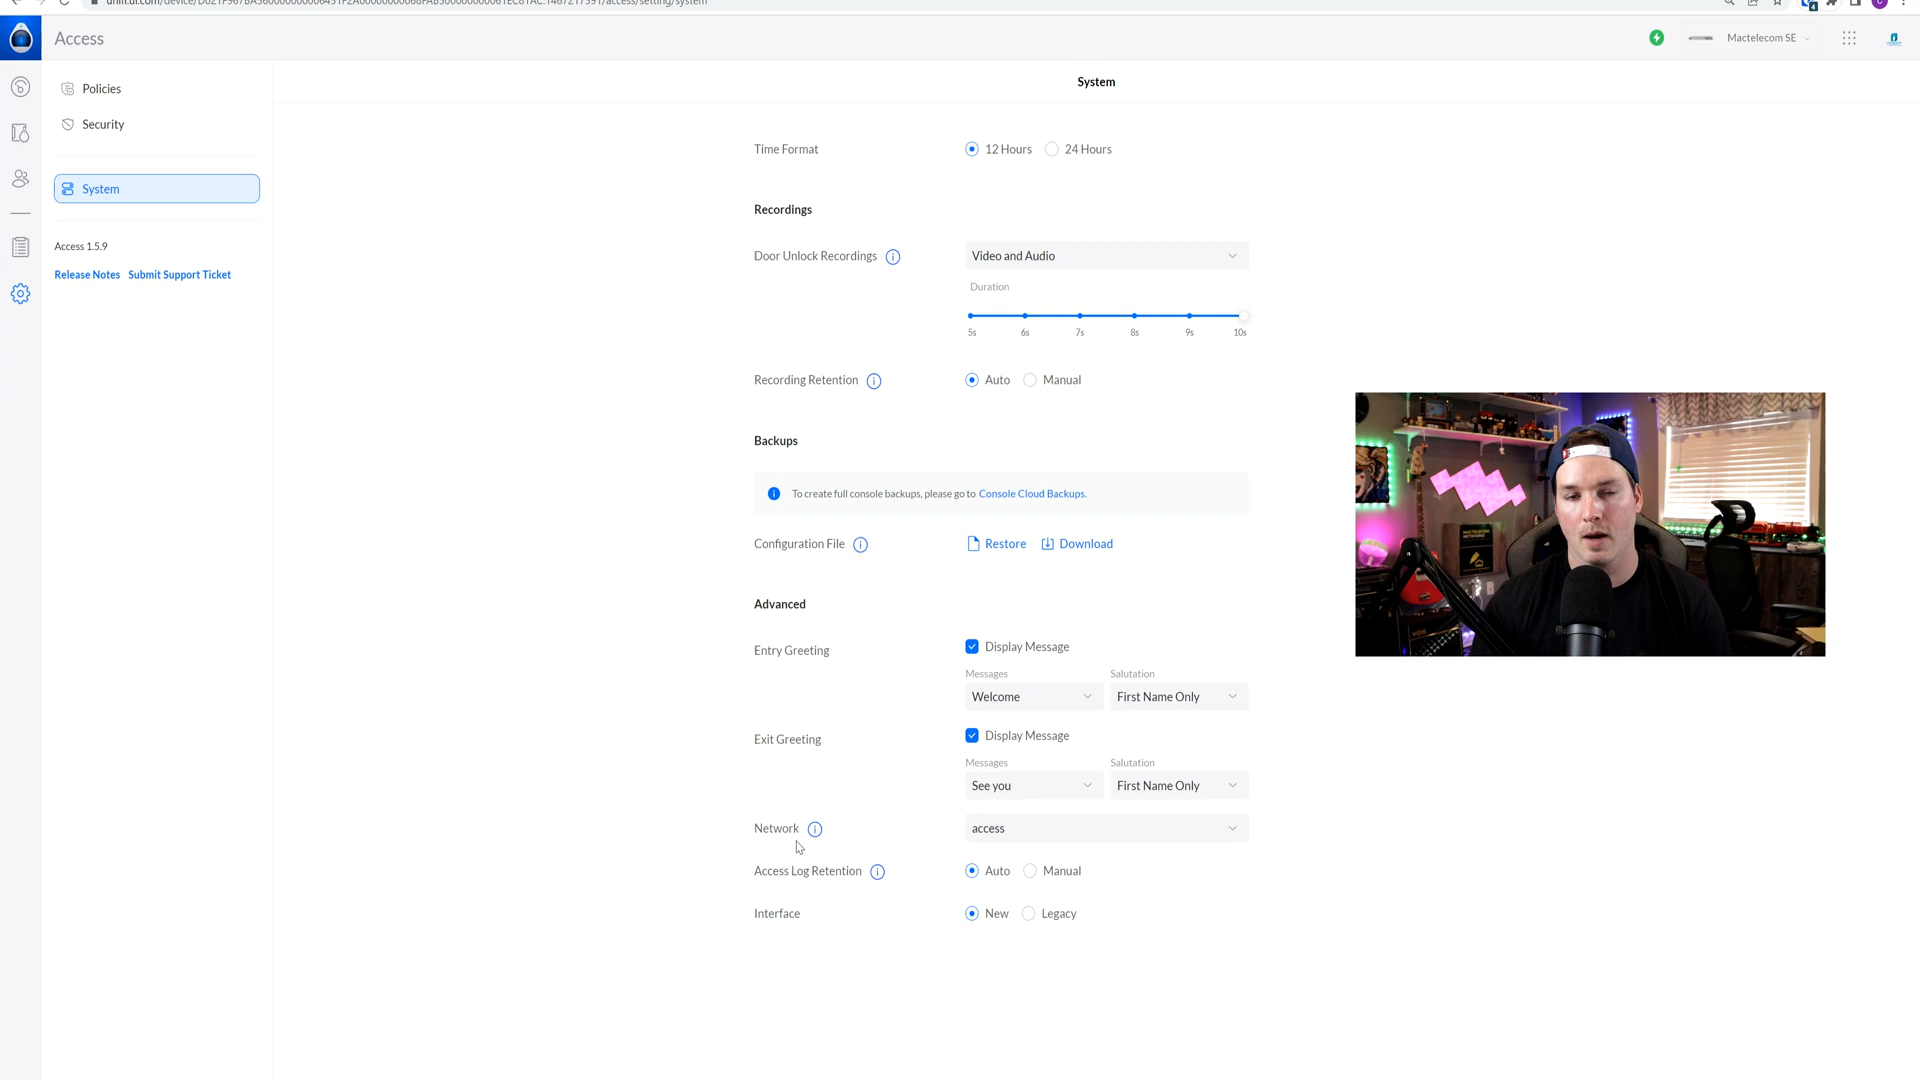 Access
Mactelecom SE
Policies
Security
System
Access 1.5.9
Release Notes Submit Support Ticket
System
Time Format 12 Hours 24 Hours
Recordings
Door Unlock Recordings Video and Audio
Duration
5s 6s 7s 8s 9s 10s
Recording Retention Auto Manual
Backups
To create full console backups, please go to Console Cloud Backups.
Configuration File Restore Download
Advanced
Entry Greeting Display Message
Messages Salutation
Welcome First Name Only
Exit Greeting Display Message
Messages Salutation
See you First Name Only
Network access
Access Log Retention Auto Manual
Interface New Legacy
VOX